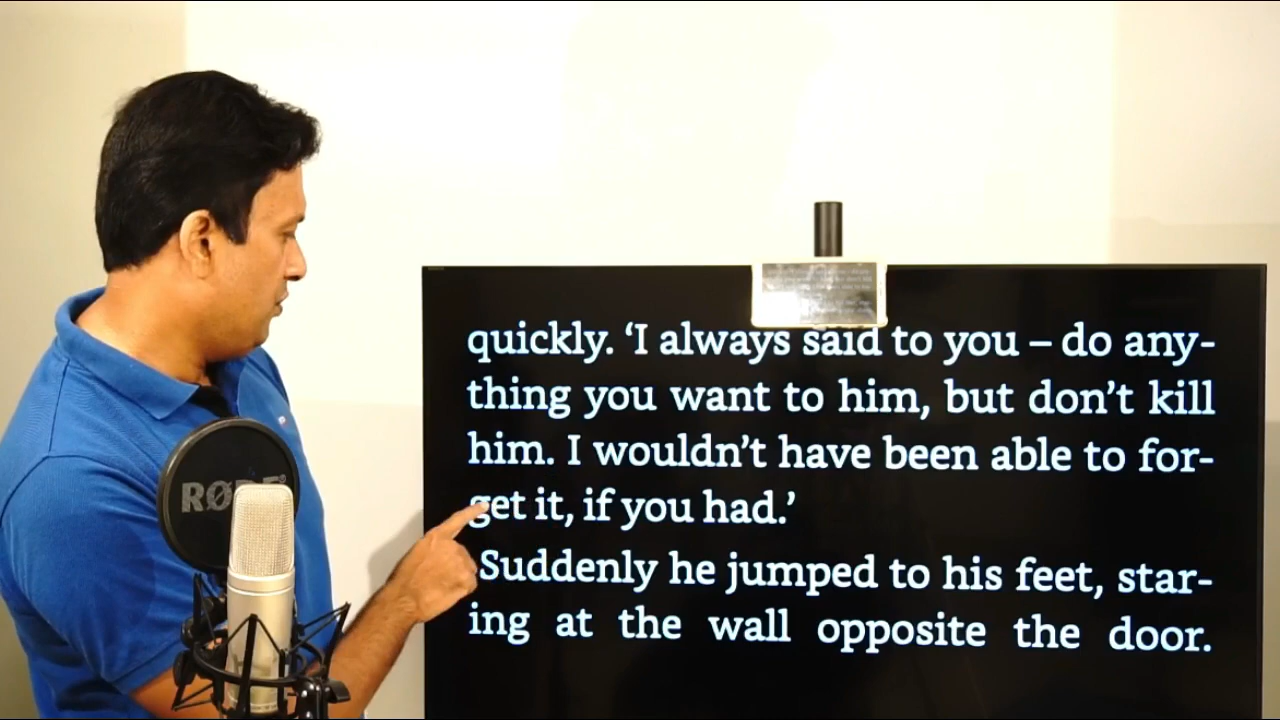 quickly. ‘I always said to you – do any-
thing you want to him, but don’t kill
him. I wouldn’t have been able to for-
get it, if you had.’
Suddenly he jumped to his feet, star-
ing at the wall opposite the door.
RØDE